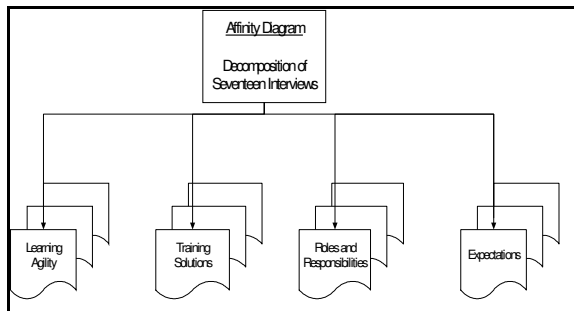 Affinity Diagram
Decomposition of
Seventeen Interviews
Learning
Agility
Training
Solutions
Roles and
Responsibilities
Expectations